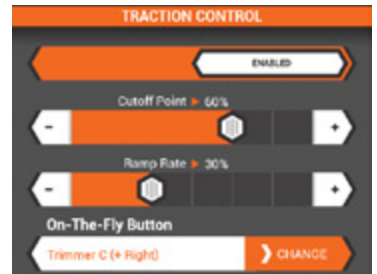 TRACTION CONTROL
ENABLED
Cutoff Point ▶ 60%
- +
Ramp Rate ▶ 30%
- +
On-The-Fly Button
Trimmer C (+ Right) ❯ CHANGE